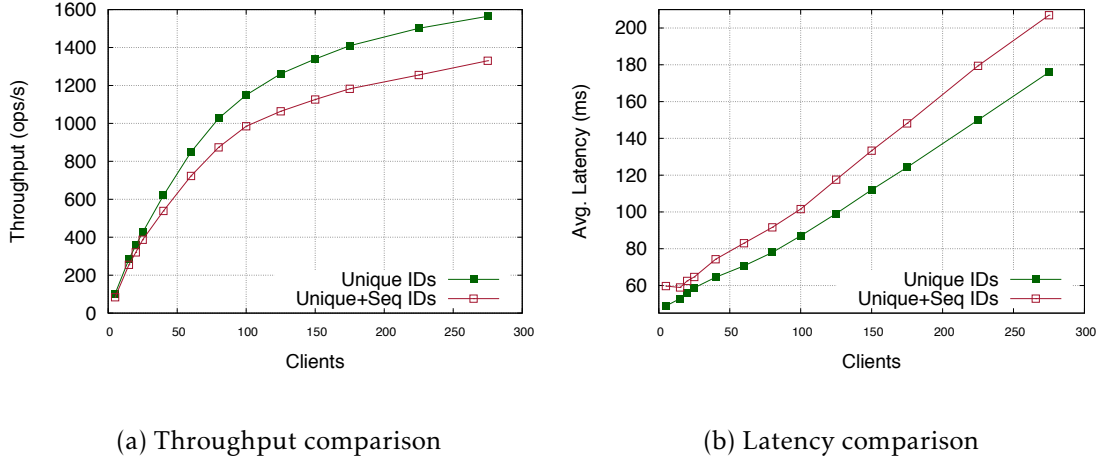 1600
1400
1200
1000
800
600
400
200
0
Throughput (ops/s)
Unique IDs
Unique+Seq IDs
0 50 100 150 200 250 300
Clients
(a) Throughput comparison
200
180
160
140
120
100
80
60
Avg. Latency (ms)
Unique IDs
Unique+Seq IDs
0 50 100 150 200 250 300
Clients
(b) Latency comparison